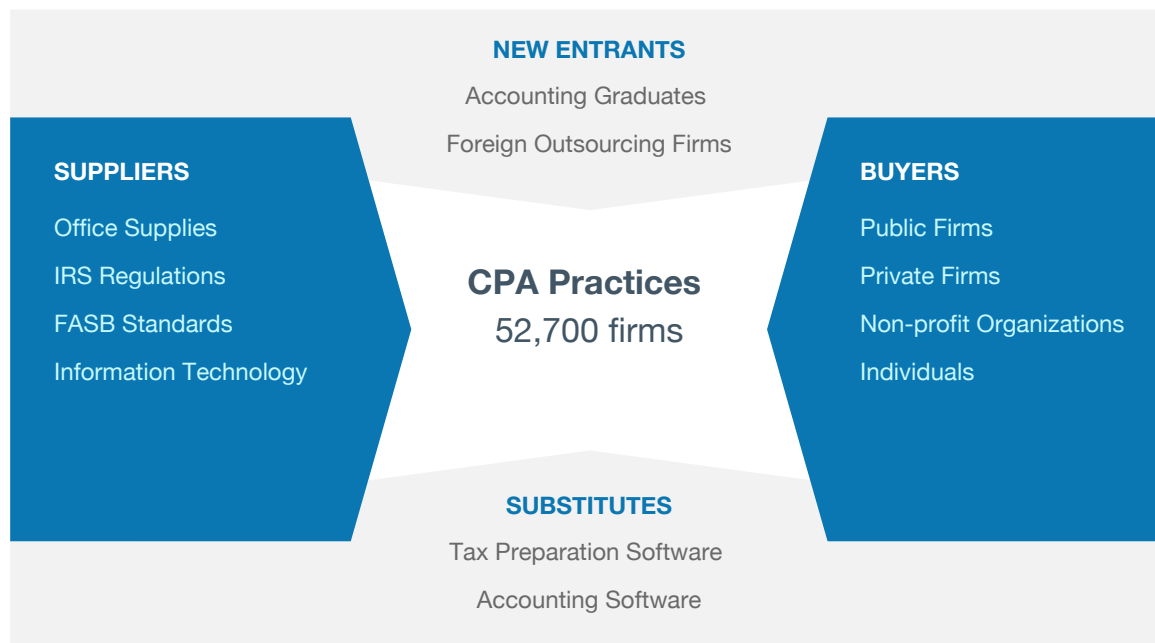 NEW ENTRANTS
Accounting Graduates
Foreign Outsourcing Firms
SUPPLIERS
Office Supplies
IRS Regulations
FASB Standards
Information Technology
CPA Practices
52,700 firms
BUYERS
Public Firms
Private Firms
Non-profit Organizations
Individuals
SUBSTITUTES
Tax Preparation Software
Accounting Software